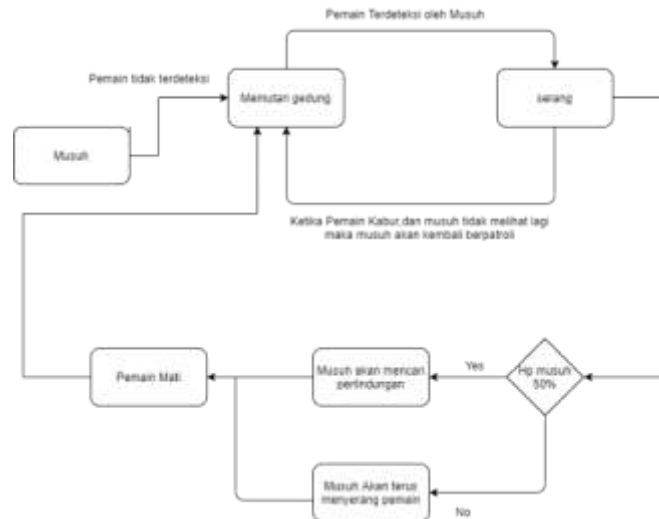 Pemain Terdeteksi oleh Musuh
Pemain tidak terdeteksi
Memutari gedung
serang
Musuh
Ketika Pemain Kabur,dan musuh tidak melihat lagi
maka musuh akan kembali berpatroli
Pemain Mati
Musuh akan mencari
perlindungan
Yes
Hp musuh
50%
Musuh Akan terus
menyerang pemain
No